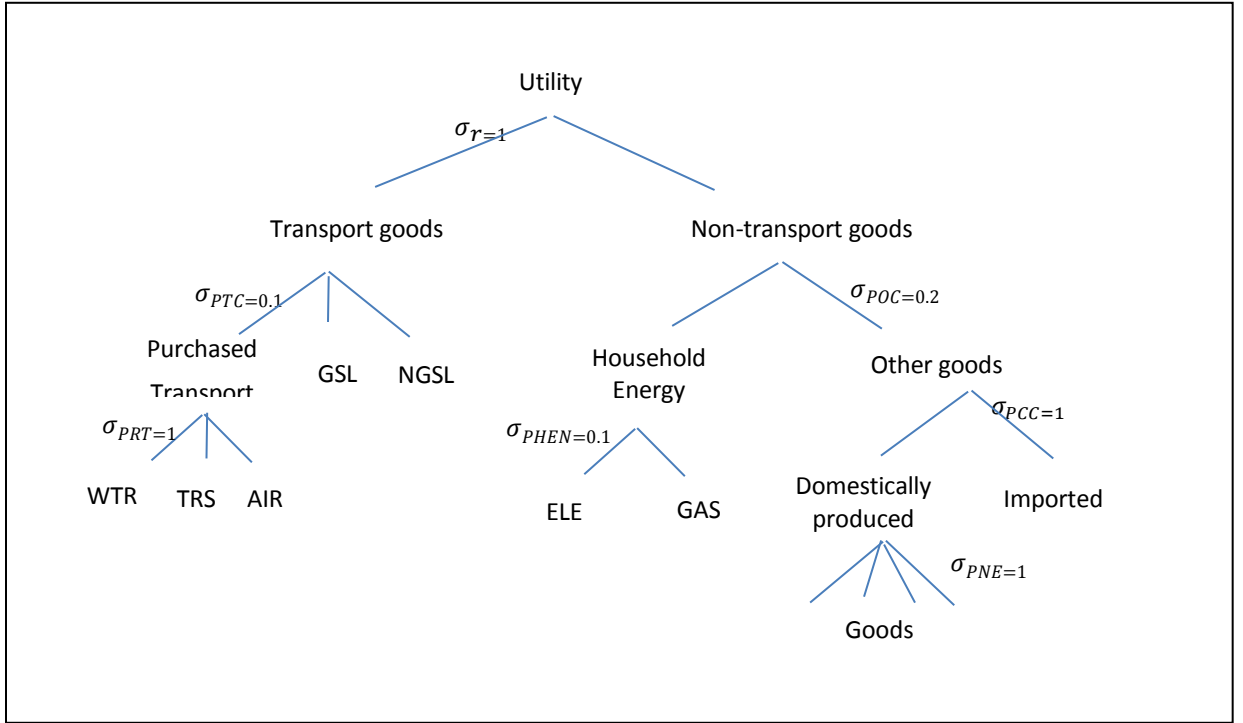 Utility
σr=1
Transport goods
Non-transport goods
σPTC=0.1
σPOC=0.2
Purchased
Transport
GSL
NGSL
Household
Energy
Other goods
σPRT=1
σPHEN=0.1
σPCC=1
WTR
TRS
AIR
ELE
GAS
Domestically
produced
Imported
σPNE=1
Goods